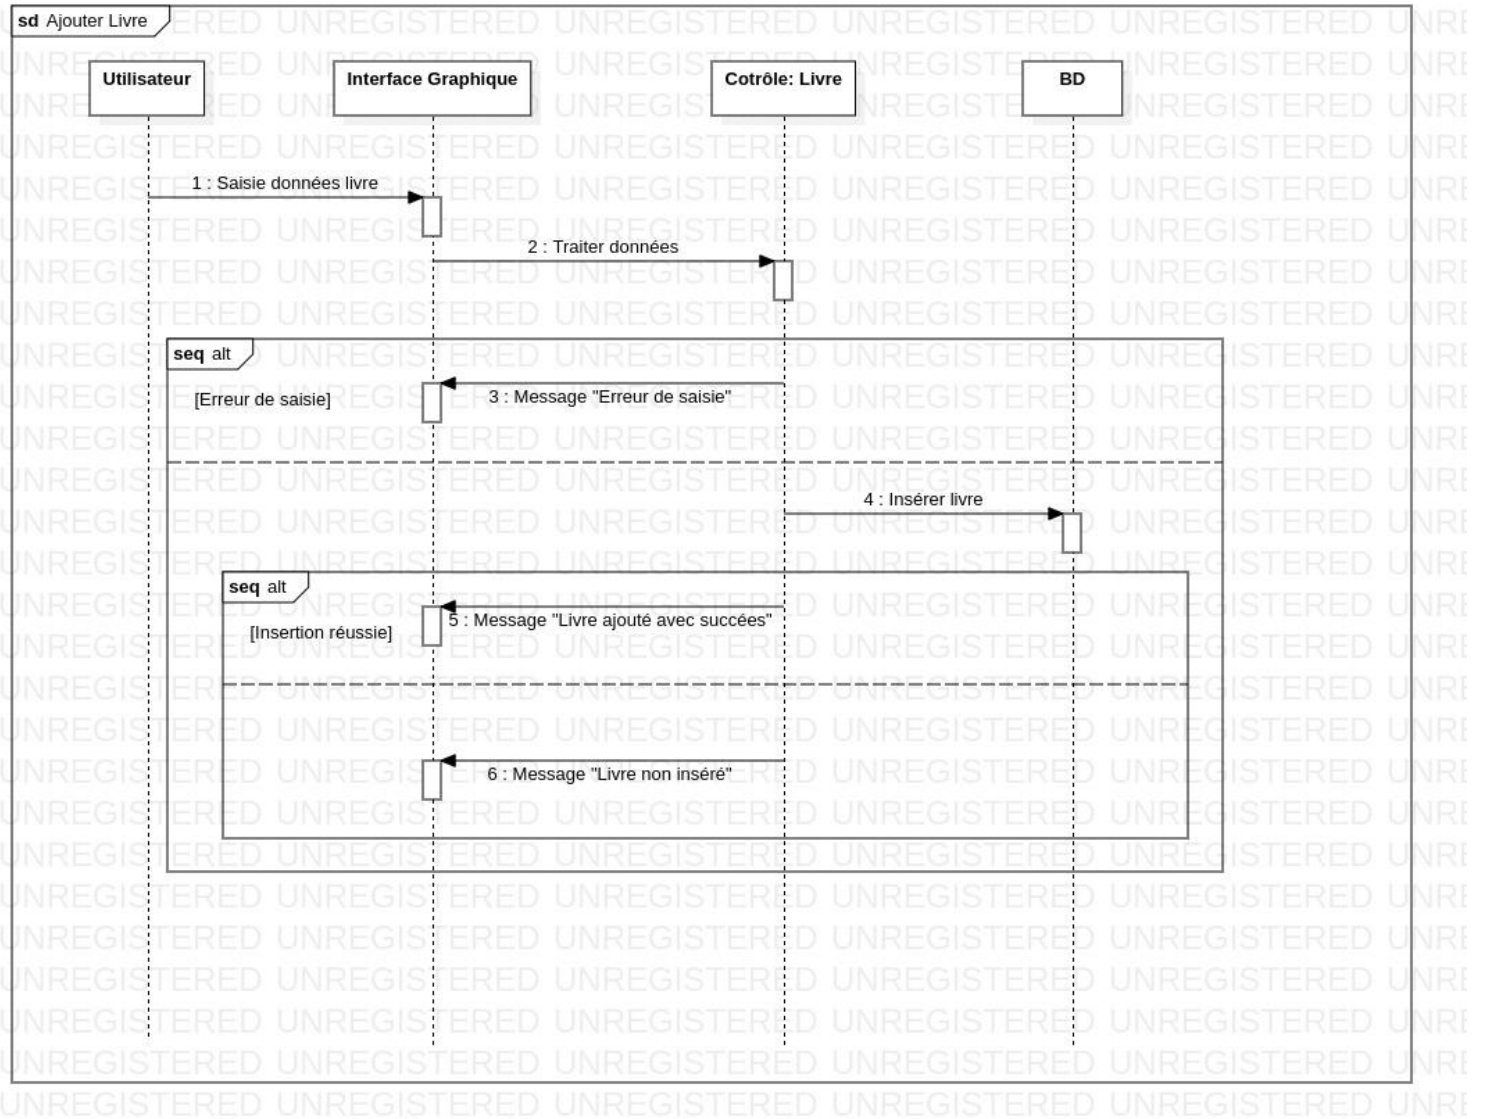 sd Ajouter Livre
Utilisateur
Interface Graphique
Cotrôle: Livre
BD
1 : Saisie données livre
2 : Traiter données
seq alt
[Erreur de saisie]
3 : Message "Erreur de saisie"
4 : Insérer livre
seq alt
[Insertion réussie]
5 : Message "Livre ajouté avec succées"
6 : Message "Livre non inséré"
UNREGISTERED